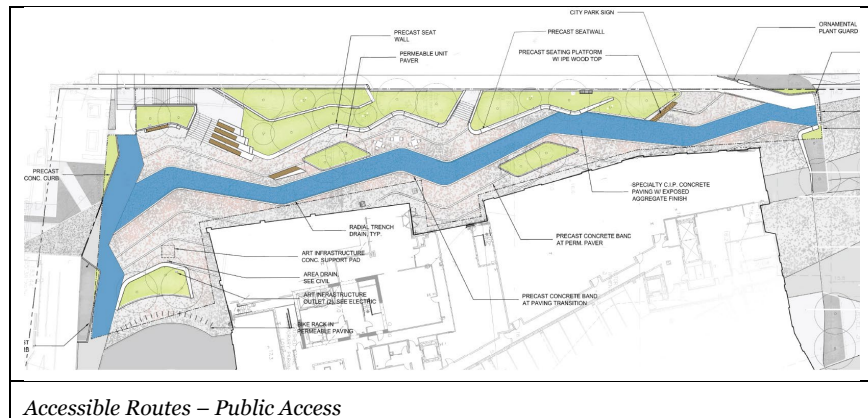 CITY PARK SIGN
ORNAMENTAL
PLANT GUARD
PRECAST SEAT
WALL
PRECAST SEATWALL
PERMEABLE UNIT
PAVER
PRECAST SEATING PLATFORM
W/ IPE WOOD TOP
PRECAST
CONC. CURB
SPECIALTY C.I.P. CONCRETE
PAVING W/ EXPOSED
AGGREGATE FINISH
RADIAL TRENCH
DRAIN, TYP
PRECAST CONCRETE BAND
AT PERM. PAVER
ART INFRASTRUCTURE
CONC. SUPPORT PAD
AREA DRAIN,
SEE CIVIL
ART INFRASTRUCTURE
OUTLET (2), SEE ELECTRIC
PRECAST CONCRETE BAND
AT PAVING TRANSITION
BIKE RACK IN
PERMEABLE PAVING
Accessible Routes – Public Access